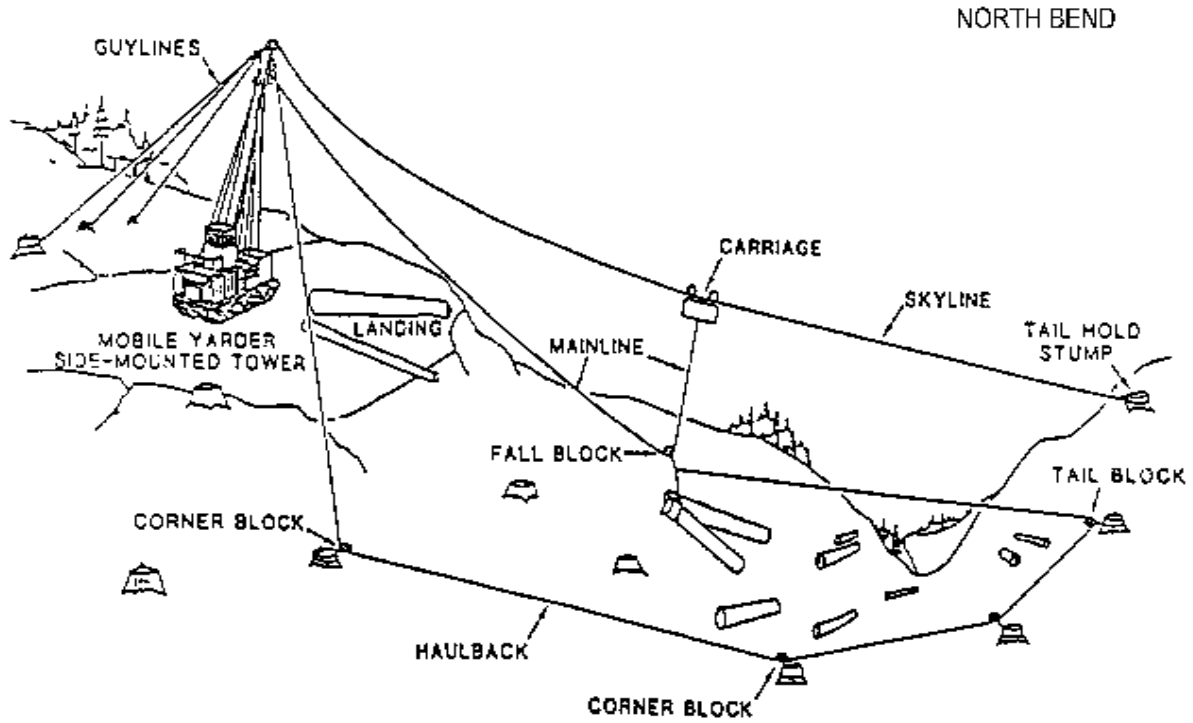 NORTH BEND
GUYLINES
CARRIAGE
SKYLINE
TAIL HOLD
STUMP
LANDING
MOBILE YARDER
SIDE-MOUNTED TOWER
MAINLINE
FALL BLOCK
TAIL BLOCK
CORNER BLOCK
HAULBACK
CORNER BLOCK